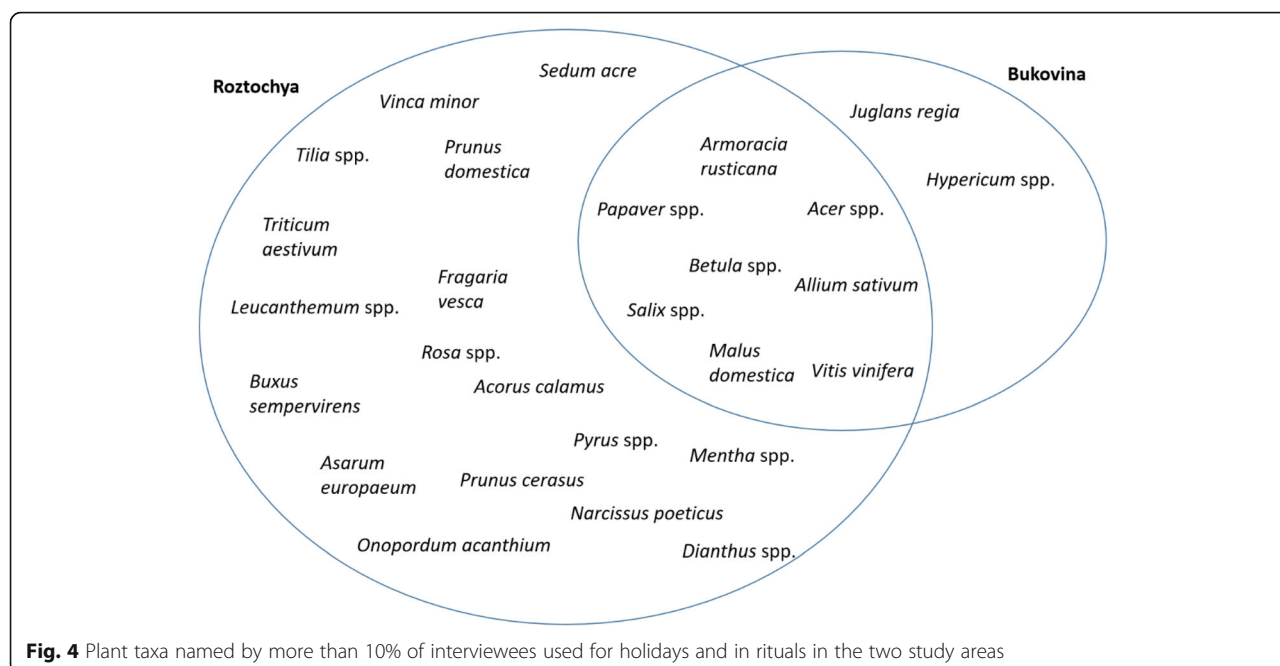 Roztochya
Bukovina
Sedum acre
Vinca minor
Tilia spp.
Prunus
domestica
Triticum
aestivum
Fragaria
vesca
Leucanthemum spp.
Rosa spp.
Buxus
sempervirens
Acorus calamus
Pyrus spp.
Mentha spp.
Asarum
europaeum
Prunus cerasus
Narcissus poeticus
Onopordum acanthium
Dianthus spp.
Armoracia
rusticana
Papaver spp.
Acer spp.
Betula spp.
Allium sativum
Salix spp.
Malus
domestica
Vitis vinifera
Juglans regia
Hypericum spp.
Fig. 4 Plant taxa named by more than 10% of interviewees used for holidays and in rituals in the two study areas